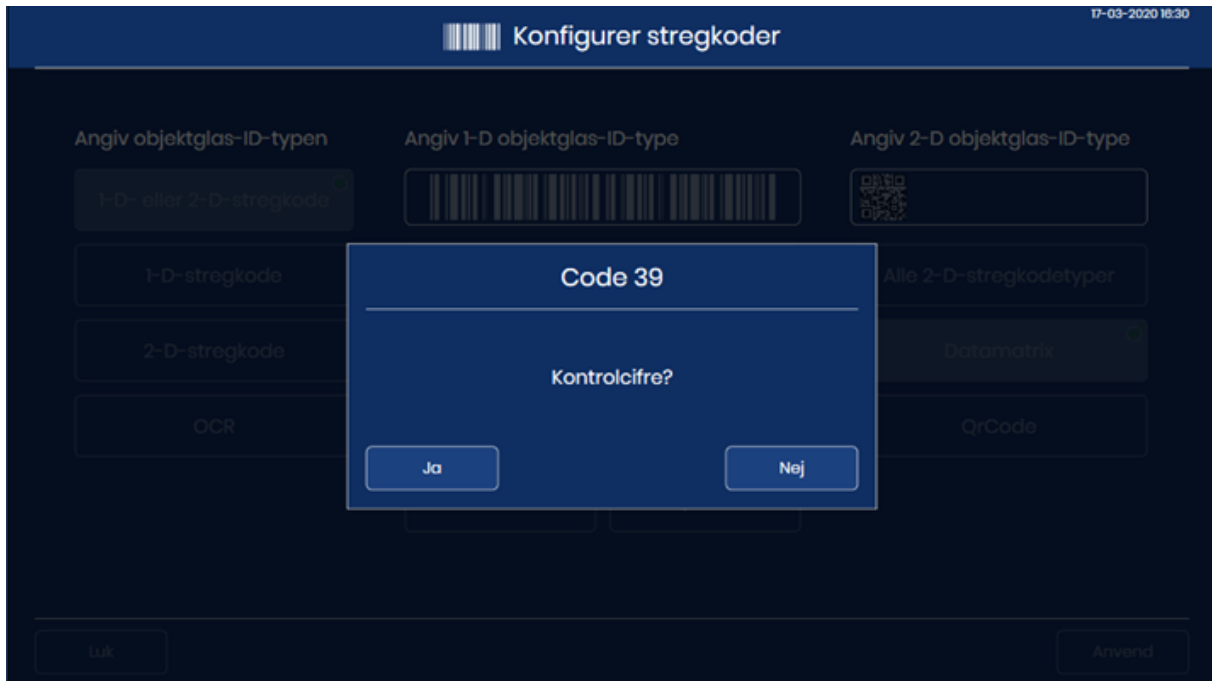 17-03-2020 16:30
Konfigurer stregkoder
Angiv objektglas-ID-typen
Angiv 1-D objektglas-ID-type
Angiv 2-D objektglas-ID-type
1-D- eller 2-D-stregkode
1-D-stregkode
2-D-stregkode
OCR
Code 39
Kontrolcifre?
Ja
Nej
Alle 2-D-stregkodetyper
Datamatrix
QrCode
Luk
Anvend